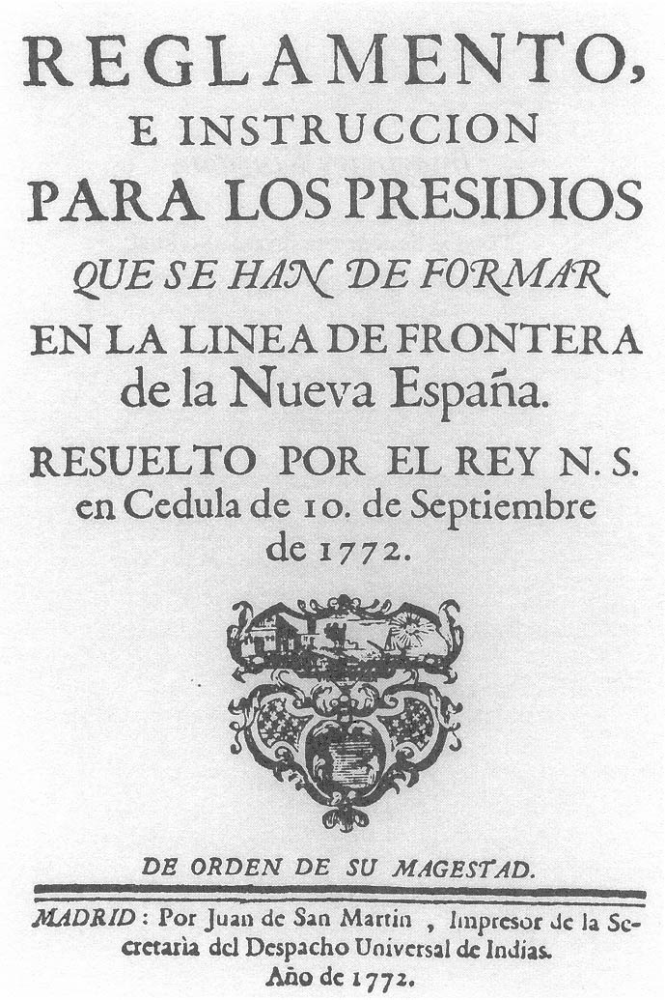 REGLAMENTO,
E INSTRUCCION
PARA LOS PRESIDIOS
QUE SE HAN DE FORMAR
EN LA LINEA DE FRONTERA
de la Nueva España.
RESUELTO POR EL REY N. S.
en Cedula de 10. de Septiembre
de 1772.
DE ORDEN DE SU MAGESTAD.
MADRID: Por Juan de San Martin , Impresor de la Se-
cretaria del Despacho Universal de Indias.
Año de 1772.